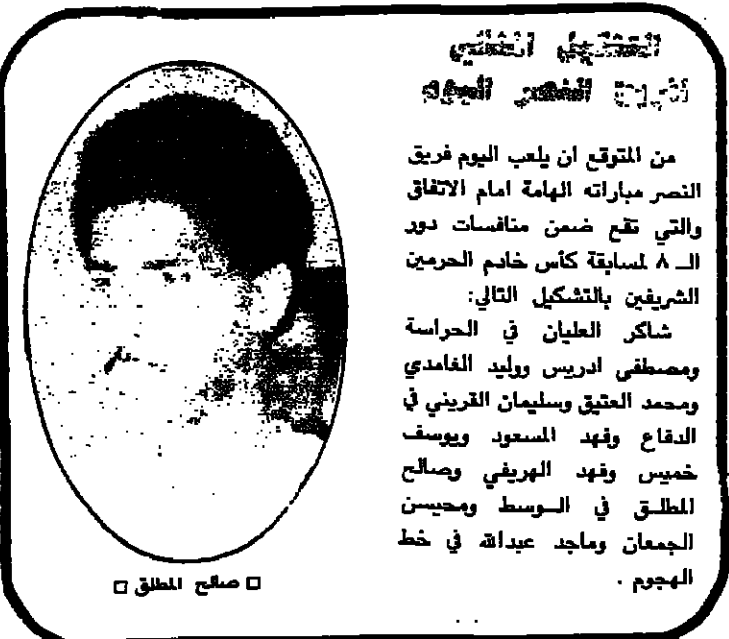 التشكيل
لفريق النصر اليوم
من المتوقع ان يلعب اليوم فريق
النصر مباراته الهامة امام الاتفاق
والتي تقع ضمن منافسات دور
الـ ٨ لمسابقة كأس خادم الحرمين
الشريفين بالتشكيل التالي:
شاكر العليان في الحراسة
ومصطفى ادريس ووليد الغامدي
ومحمد العتيق وسليمان القريني في
الدفاع وفهد المسعود ويوسف
خميس وفهد الهريفي وصالح
المطلــق في الــوسط ومحيسن
الجمعان وماجد عبدالله في خط
الهجوم .
□ صالح المطلق □